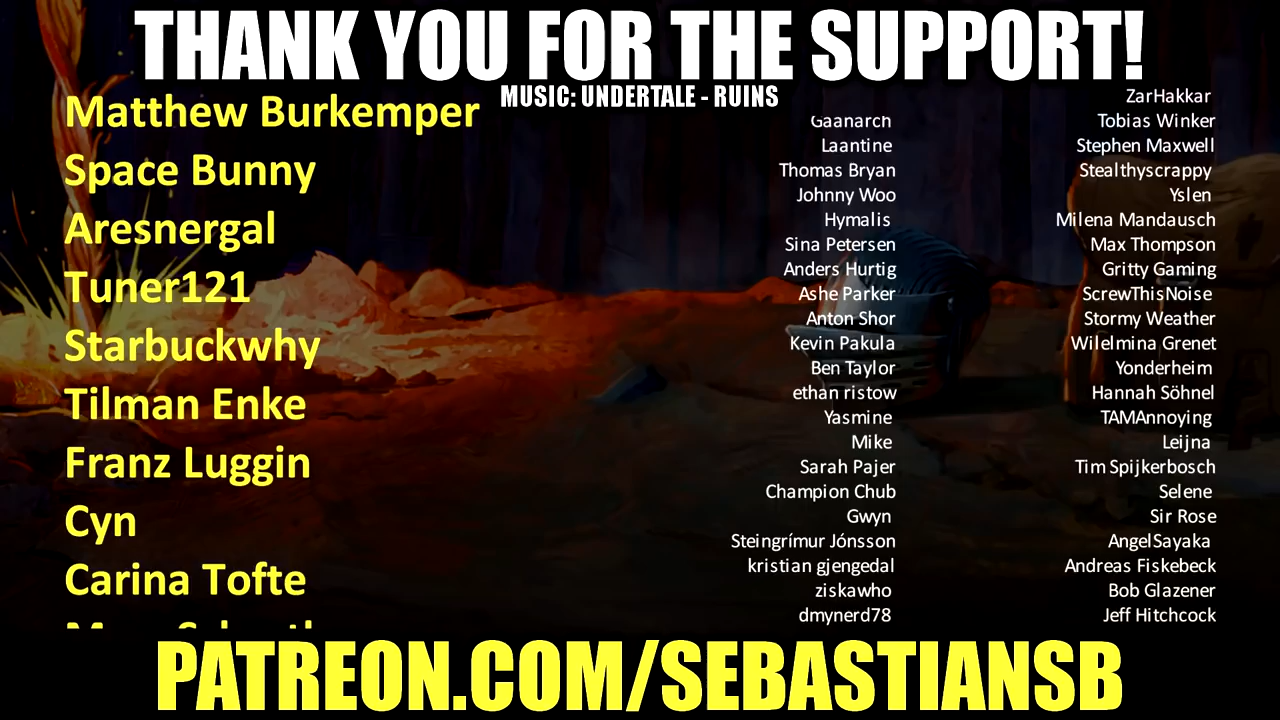 THANK YOU FOR THE SUPPORT!
MUSIC: UNDERTALE - RUINS
Matthew Burkemper
Space Bunny
Aresnergal
Tuner121
Starbuckwhy
Tilman Enke
Franz Luggin
Cyn
Carina Tofte
Gaanarch
Laantine
Thomas Bryan
Johnny Woo
Hymalis
Sina Petersen
Anders Hurtig
Ashe Parker
Anton Shor
Kevin Pakula
Ben Taylor
ethan ristow
Yasmine
Mike
Sarah Pajer
Champion Chub
Gwyn
Steingrímur Jónsson
kristian gjengedal
ziskawho
dmynerd78
ZarHakkar
Tobias Winker
Stephen Maxwell
Stealthyscrappy
Yslen
Milena Mandausch
Max Thompson
Gritty Gaming
ScrewThisNoise
Stormy Weather
Wilelmina Grenet
Yonderheim
Hannah Söhnel
TAMAnnoying
Leijna
Tim Spijkerbosch
Selene
Sir Rose
AngelSayaka
Andreas Fiskebeck
Bob Glazener
Jeff Hitchcock
PATREON.COM/SEBASTIANSB